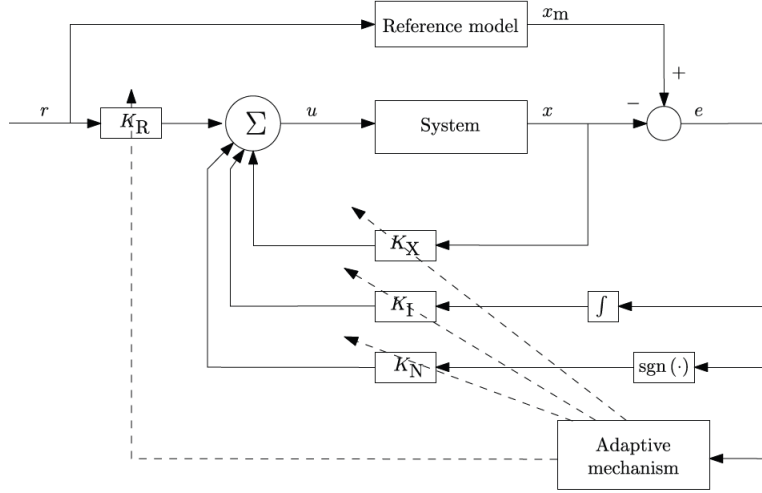 Reference model
x_m
+
r
K_R
Σ
u
System
x
−
e
K_X
K_I
∫
K_N
sgn (·)
Adaptive
mechanism